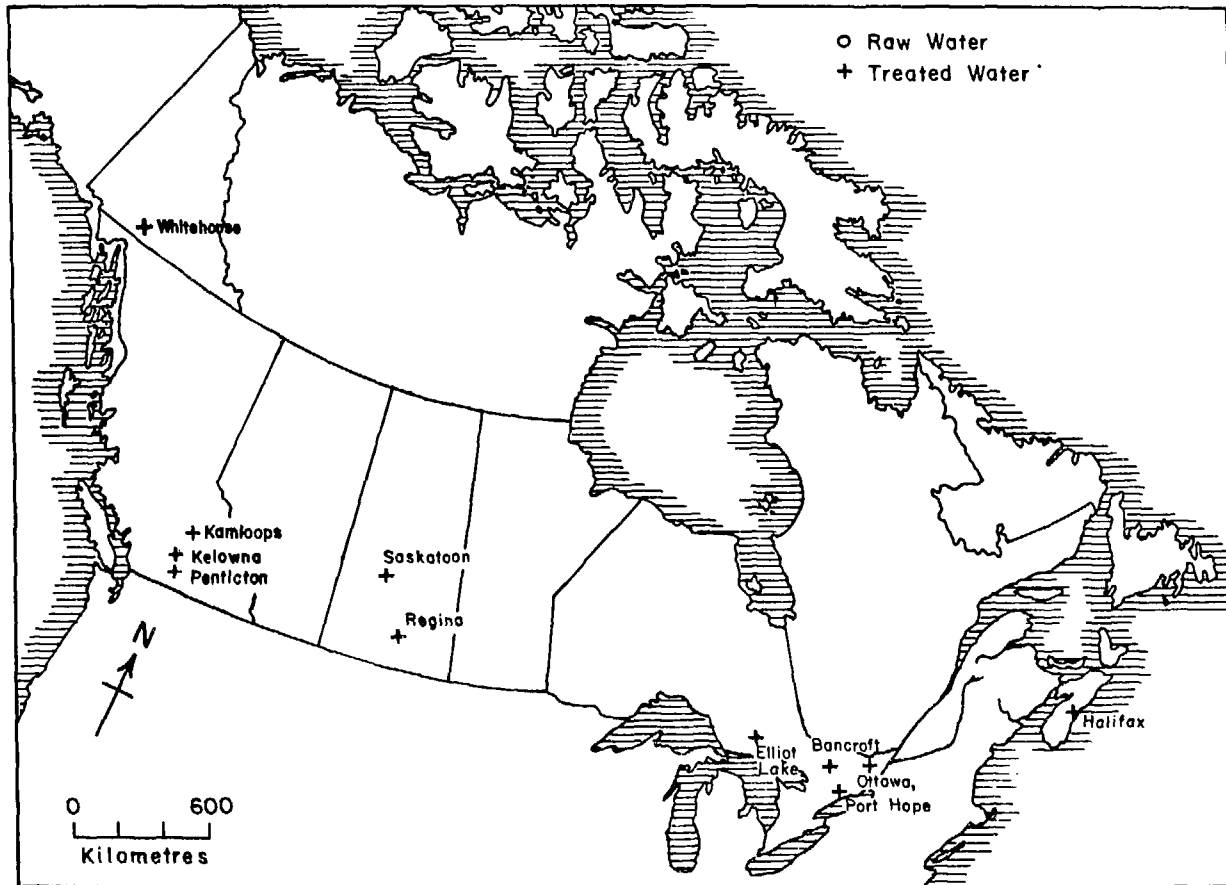 O Raw Water
+ Treated Water
Whitehorse
Kamloops
Kelowna
Penticton
Saskatoon
Regina
N
Halifax
Elliot
Lake
Bancroft
Ottawa,
Port Hope
0 600
Kilometres